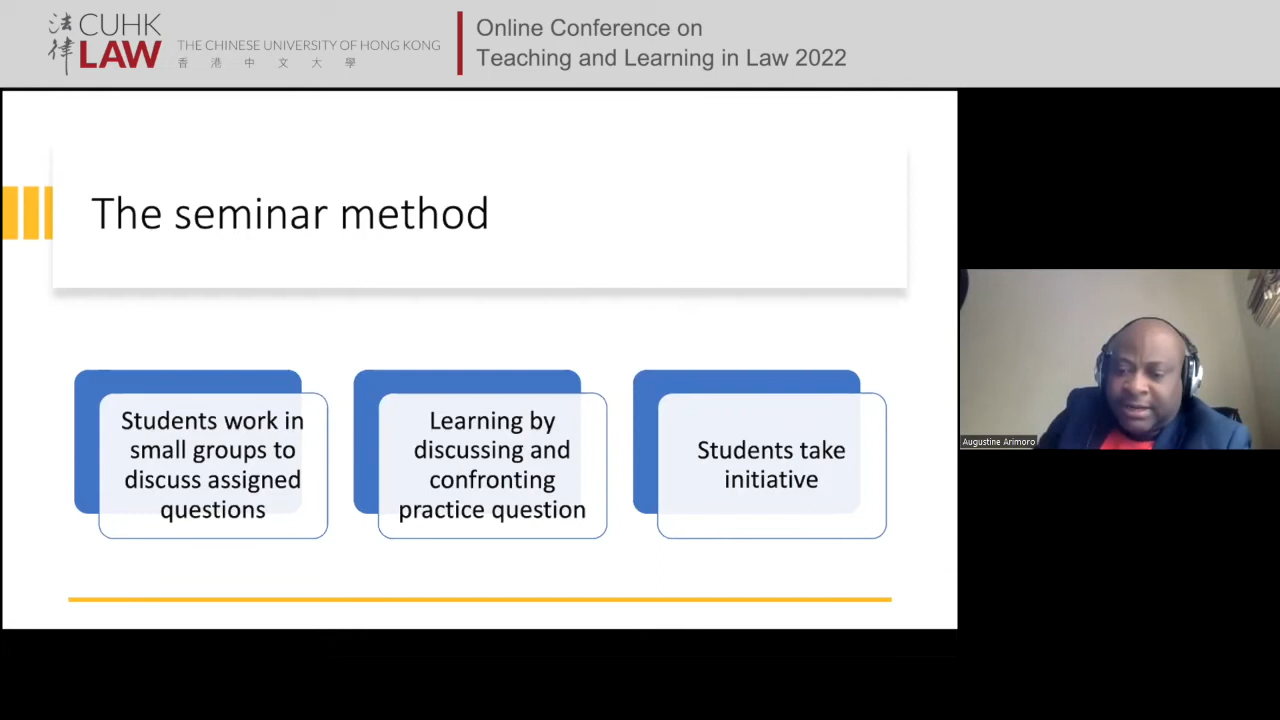 法律
CUHK
LAW
THE CHINESE UNIVERSITY OF HONG KONG
香港中文大學
Online Conference on
Teaching and Learning in Law 2022
The seminar method
Students work in
small groups to
discuss assigned
questions
Learning by
discussing and
confronting
practice question
Students take
initiative
Augustine Arimoro